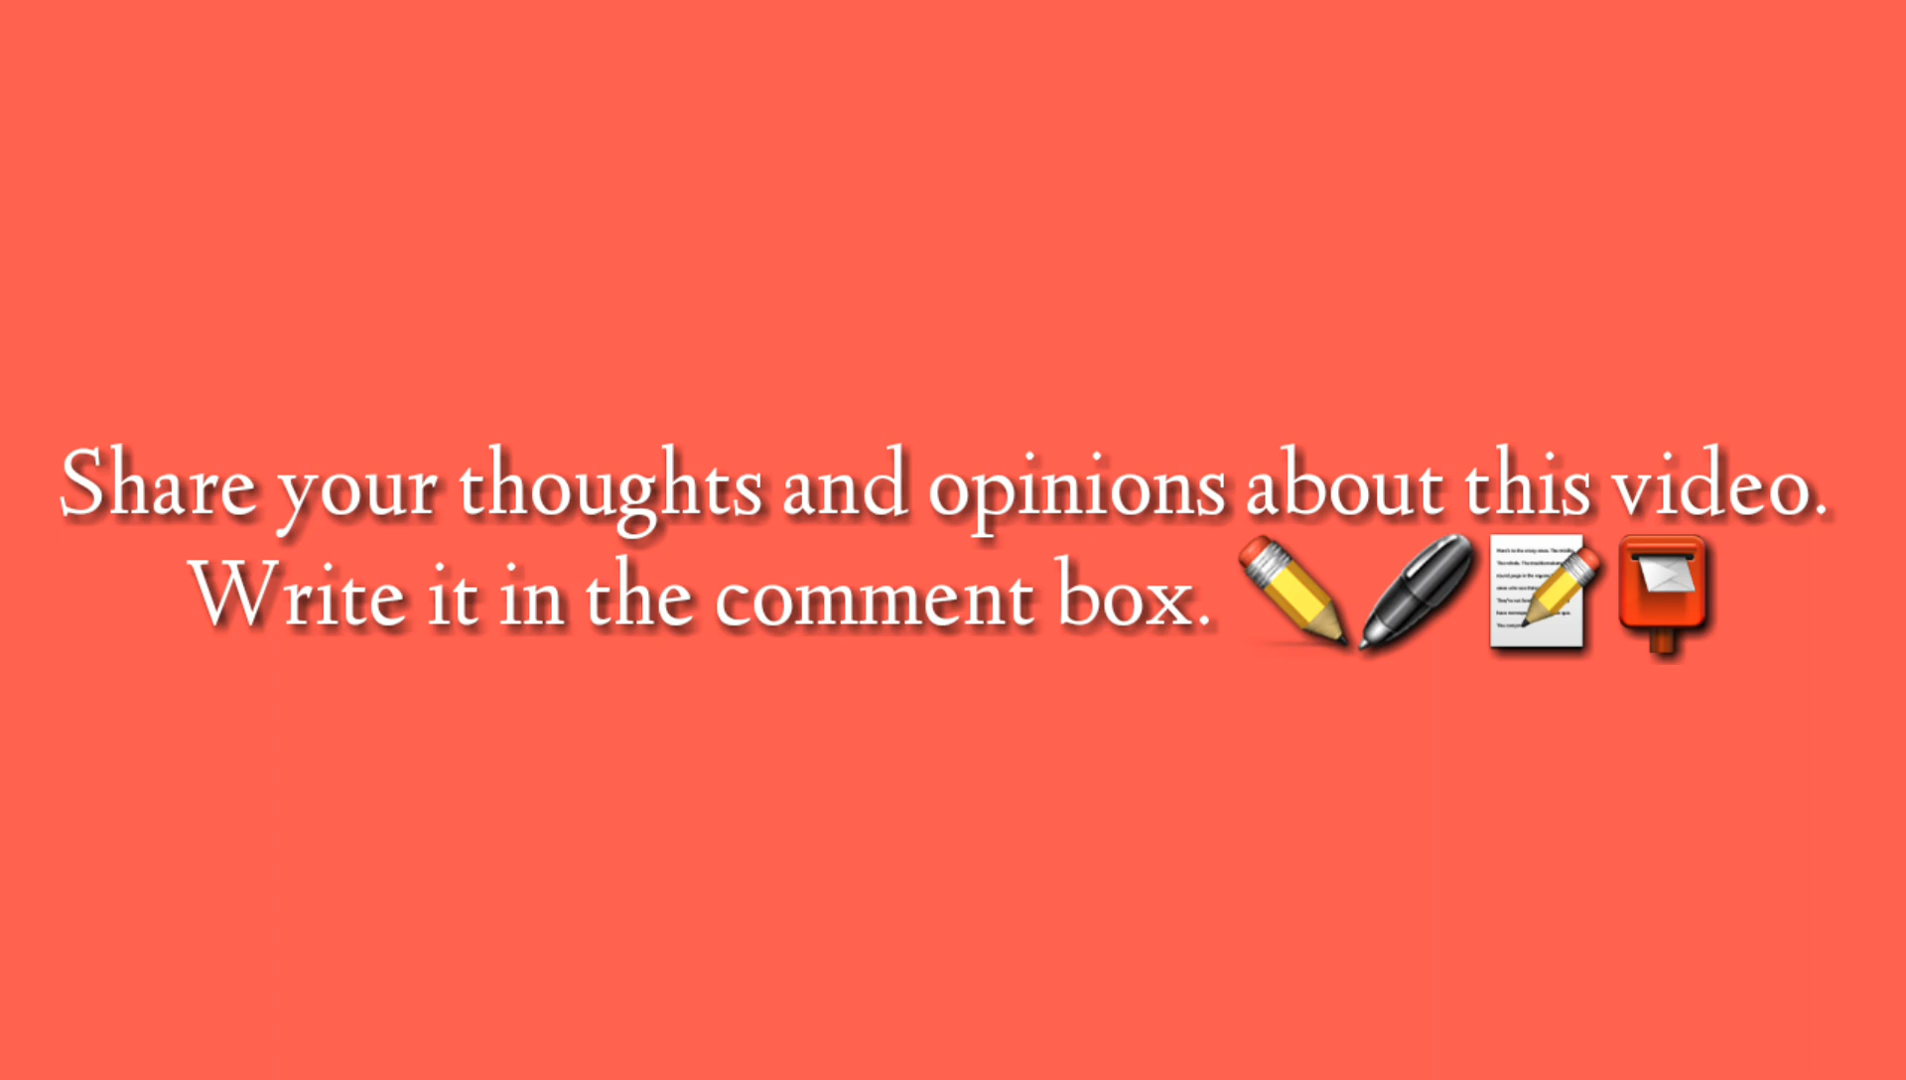 Share your thoughts and opinions about this video.
Write it in the comment box. ✏️🖊️📝📮